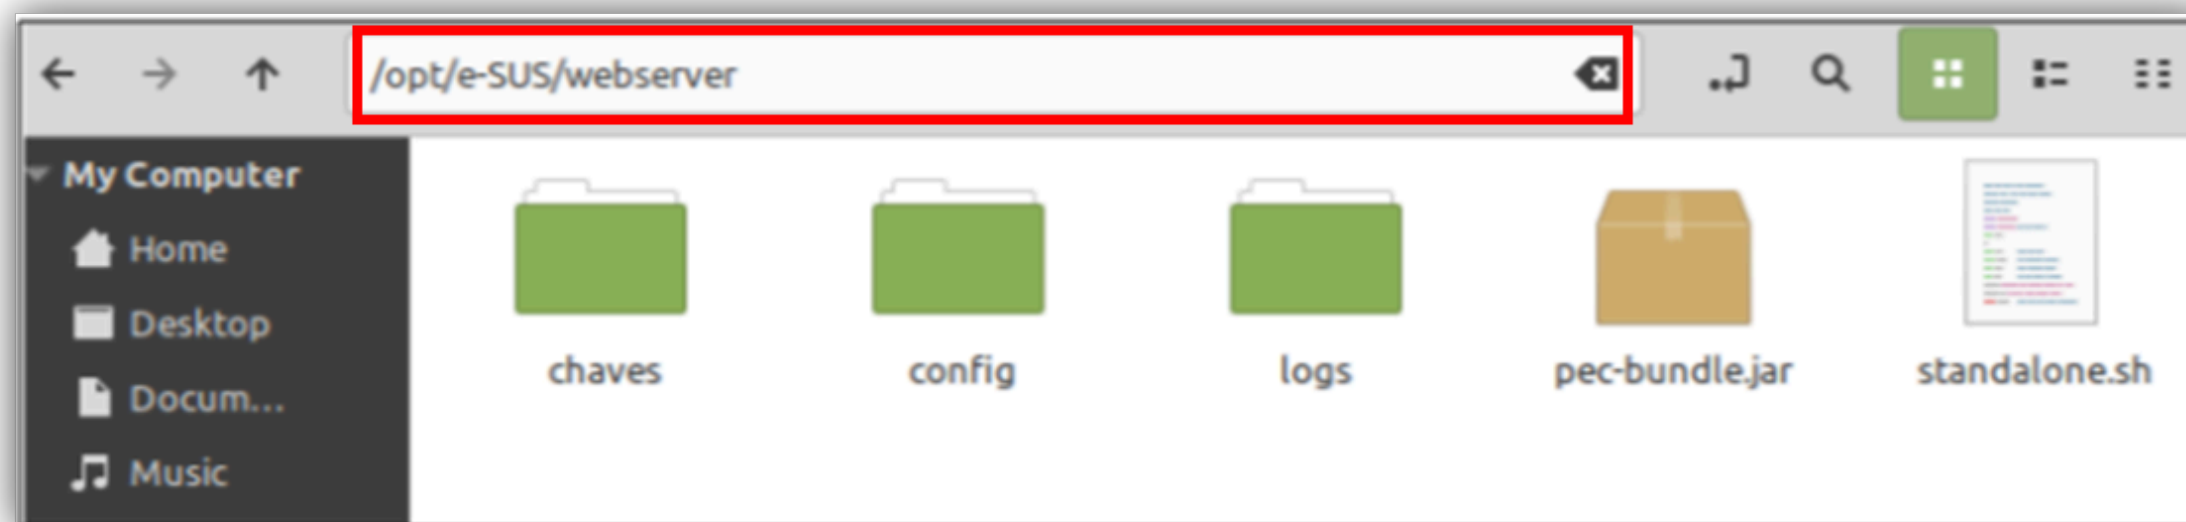 /opt/e-SUS/webserver
My Computer
Home
Desktop
Docum...
Music
chaves
config
logs
pec-bundle.jar
standalone.sh